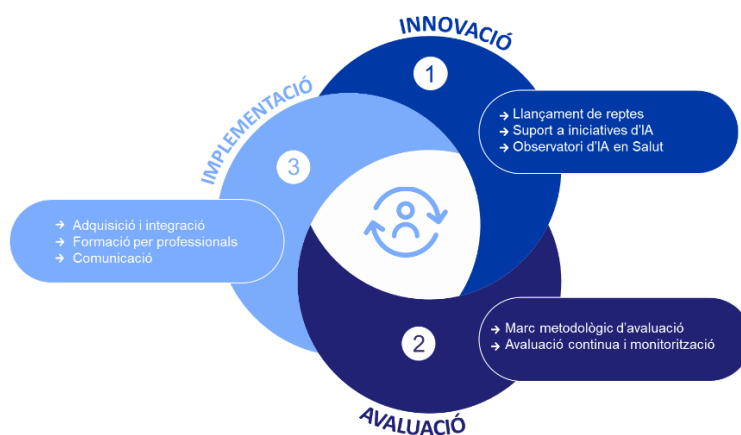 INNOVACIÓ
1
→ Llançament de reptes
→ Suport a iniciatives d'IA
→ Observatori d'IA en Salut
AVALUACIÓ
2
→ Marc metodològic d'avaluació
→ Avaluació continua i monitorització
IMPLEMENTACIÓ
3
→ Adquisició i integració
→ Formació per professionals
→ Comunicació